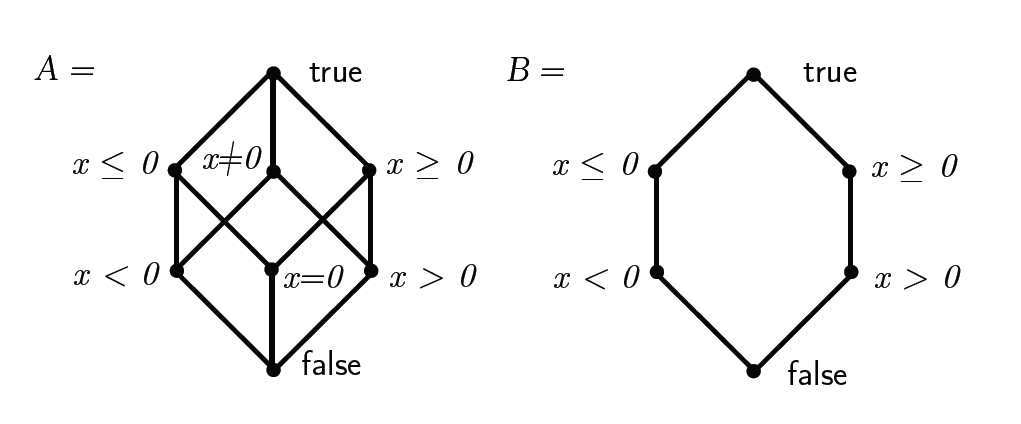 A =
true
x ≤ 0
x≠0
x ≥ 0
x < 0
x=0
x > 0
false
B =
true
x ≤ 0
x ≥ 0
x < 0
x > 0
false